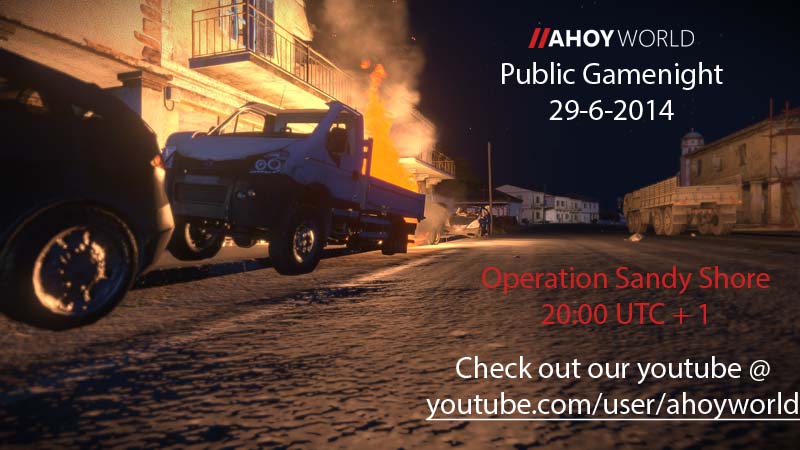 //AHOYWORLD
Public Gamenight
29-6-2014
Operation Sandy Shore
20:00 UTC + 1
Check out our youtube @
youtube.com/user/ahoyworld